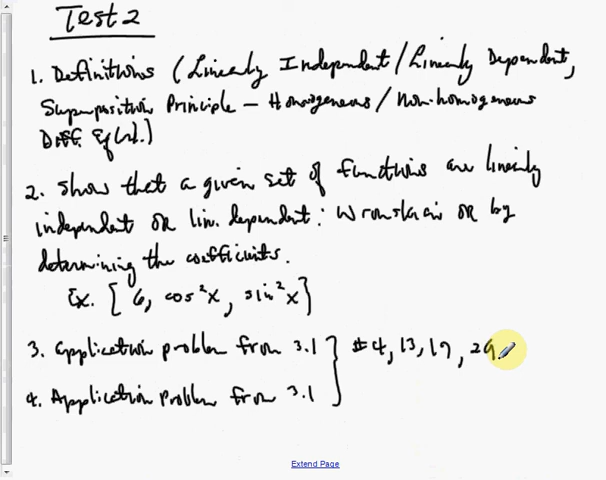 Test 2
1. Definitions (Linearly Independent / Linearly Dependent,
Superposition Principle – Homogeneous / Non-homogeneous
Diff. Eq(n).)
2. Show that a given set of functions are linearly
independent or lin. dependent: Wronskian or by
determining the coefficients.
Ex. [ 6, cos²x, sin²x ]
3. Application problem from 3.1 } #4, 13, 17, 29
4. Application Problem from 3.1
Extend Page